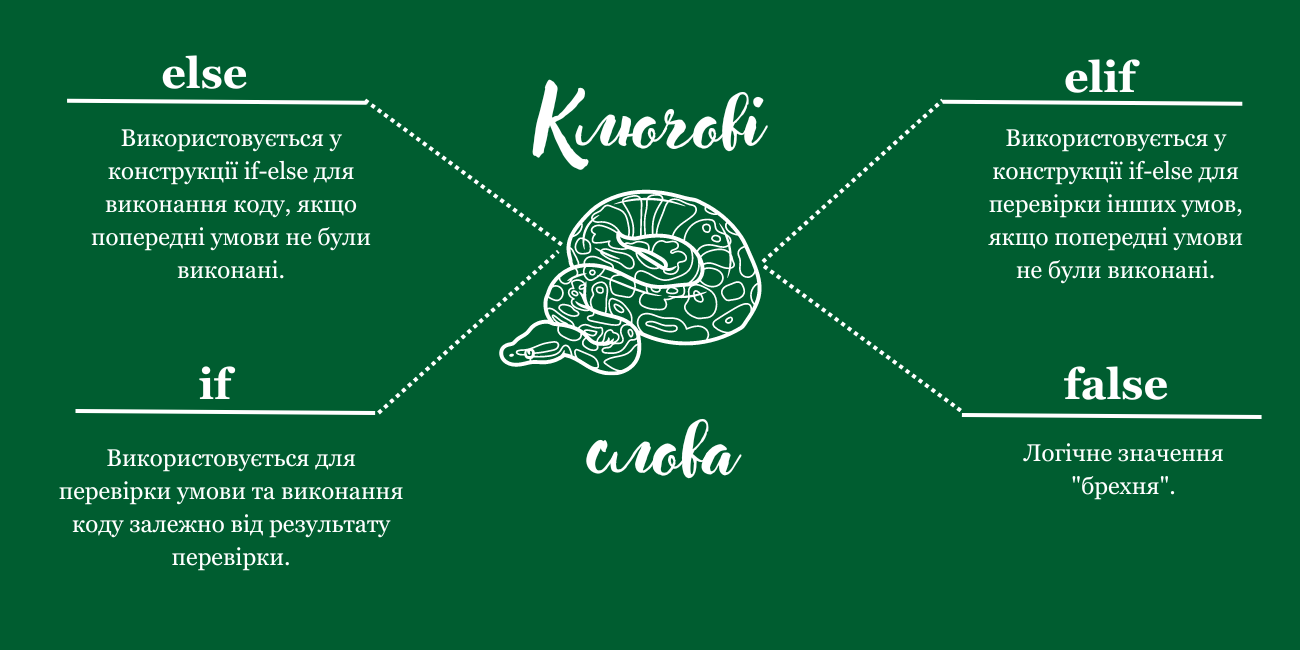 else
Використовується у
конструкції if-else для
виконання коду, якщо
попередні умови не були
виконані.
if
Використовується для
перевірки умови та виконання
коду залежно від результату
перевірки.
Ключові
слова
elif
Використовується у
конструкції if-else для
перевірки інших умов,
якщо попередні умови
не були виконані.
false
Логічне значення
"брехня".